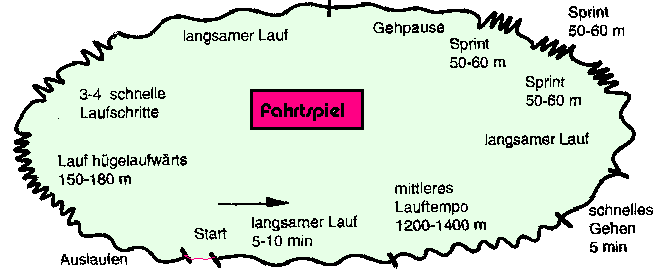 langsamer Lauf
Gehpause
Sprint
50-60 m
Sprint
50-60 m
Sprint
50-60 m
3-4 schnelle
Laufschritte
Fahrtspiel
langsamer Lauf
Lauf hügelaufwärts
150-180 m
mittleres
Lauftempo
1200-1400 m
schnelles
Gehen
5 min
Start
langsamer Lauf
5-10 min
Auslaufen